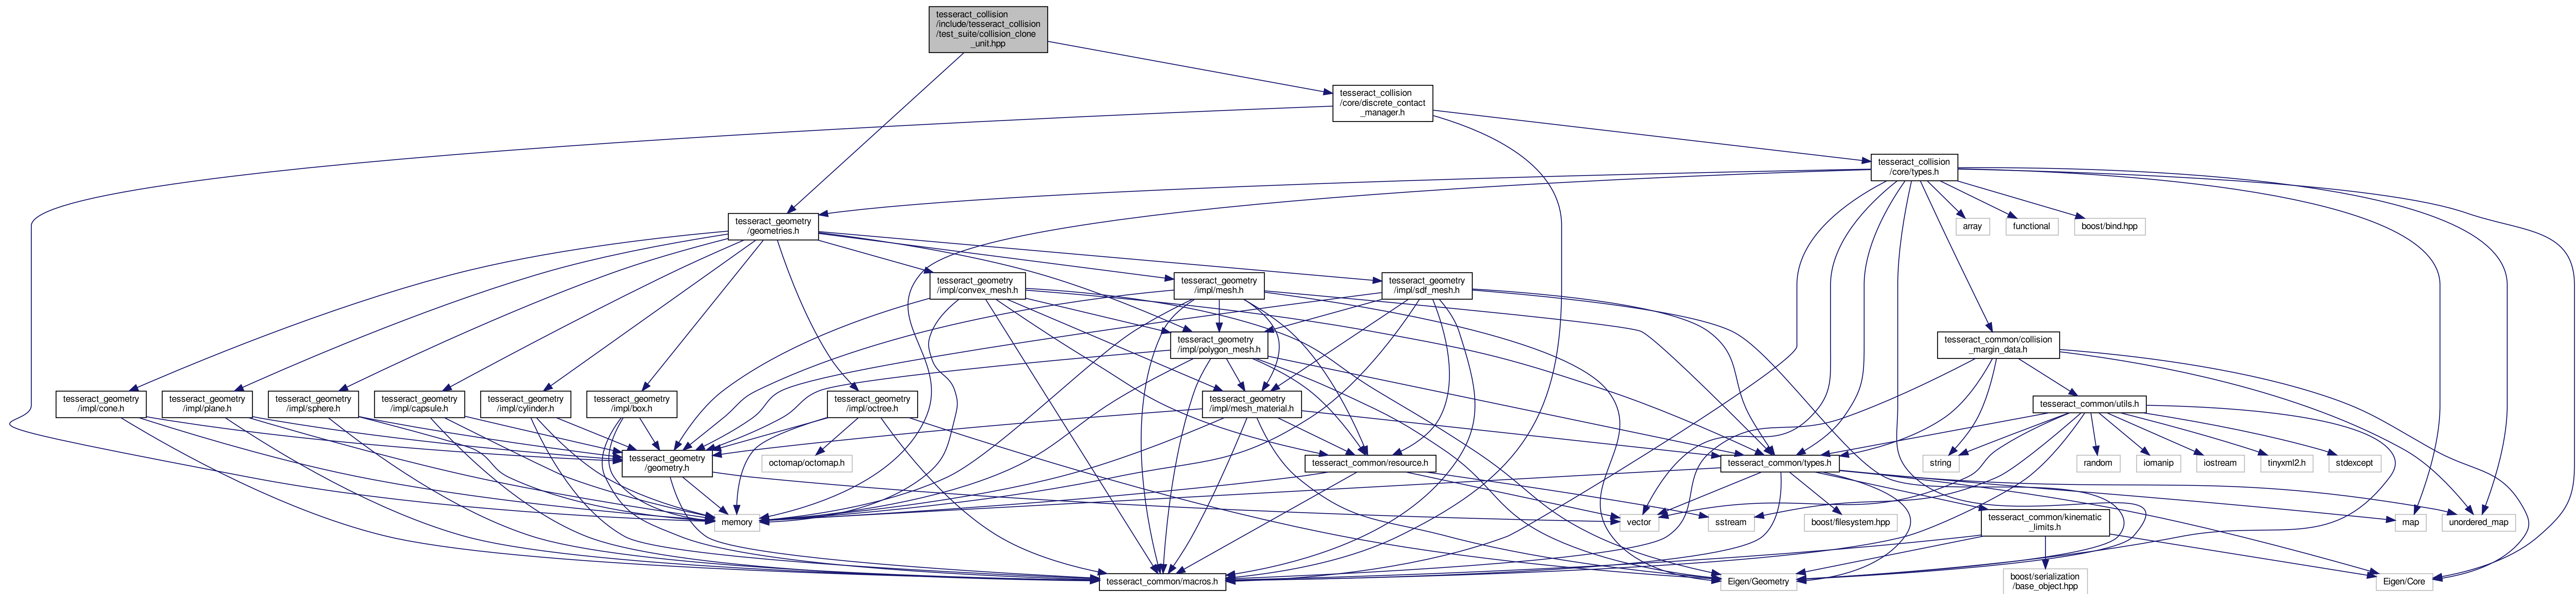 tesseract_collision
/include/tesseract_collision
/test_suite/collision_clone
_unit.hpp
tesseract_collision
/core/discrete_contact
_manager.h
tesseract_collision
/core/types.h
tesseract_geometry
/geometries.h
array
functional
boost/bind.hpp
tesseract_geometry
/impl/convex_mesh.h
tesseract_geometry
/impl/mesh.h
tesseract_geometry
/impl/sdf_mesh.h
tesseract_geometry
/impl/polygon_mesh.h
tesseract_common/collision
_margin_data.h
tesseract_geometry
/impl/cone.h
tesseract_geometry
/impl/plane.h
tesseract_geometry
/impl/sphere.h
tesseract_geometry
/impl/capsule.h
tesseract_geometry
/impl/cylinder.h
tesseract_geometry
/impl/box.h
tesseract_geometry
/impl/octree.h
tesseract_geometry
/impl/mesh_material.h
tesseract_common/utils.h
tesseract_geometry
/geometry.h
octomap/octomap.h
tesseract_common/resource.h
tesseract_common/types.h
string
random
iomanip
iostream
tinyxml2.h
stdexcept
memory
vector
sstream
boost/filesystem.hpp
tesseract_common/kinematic
_limits.h
map
unordered_map
tesseract_common/macros.h
Eigen/Geometry
boost/serialization
/base_object.hpp
Eigen/Core